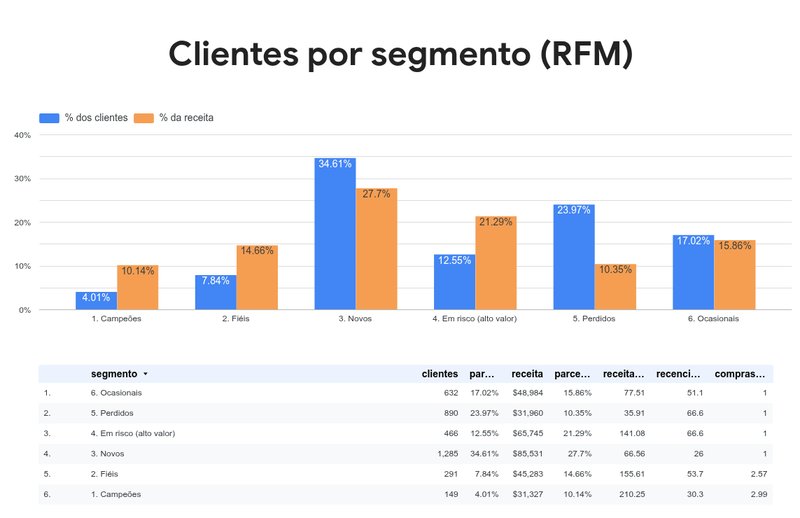 Clientes por segmento (RFM)
% dos clientes % da receita
40%
30%
20%
10%
0%
4.01% 10.14% 7.84% 14.66% 34.61% 27.7% 12.55% 21.29% 23.97% 10.35% 17.02% 15.86%
1. Campeões 2. Fiéis 3. Novos 4. Em risco (alto valor) 5. Perdidos 6. Ocasionais
segmento clientes par... receita parce... receita... recenci... compras...
1. 6. Ocasionais 632 17.02% $48,984 15.86% 77.51 51.1 1
2. 5. Perdidos 890 23.97% $31,960 10.35% 35.91 66.6 1
3. 4. Em risco (alto valor) 466 12.55% $65,745 21.29% 141.08 66.6 1
4. 3. Novos 1,285 34.61% $85,531 27.7% 66.56 26 1
5. 2. Fiéis 291 7.84% $45,283 14.66% 155.61 53.7 2.57
6. 1. Campeões 149 4.01% $31,327 10.14% 210.25 30.3 2.99